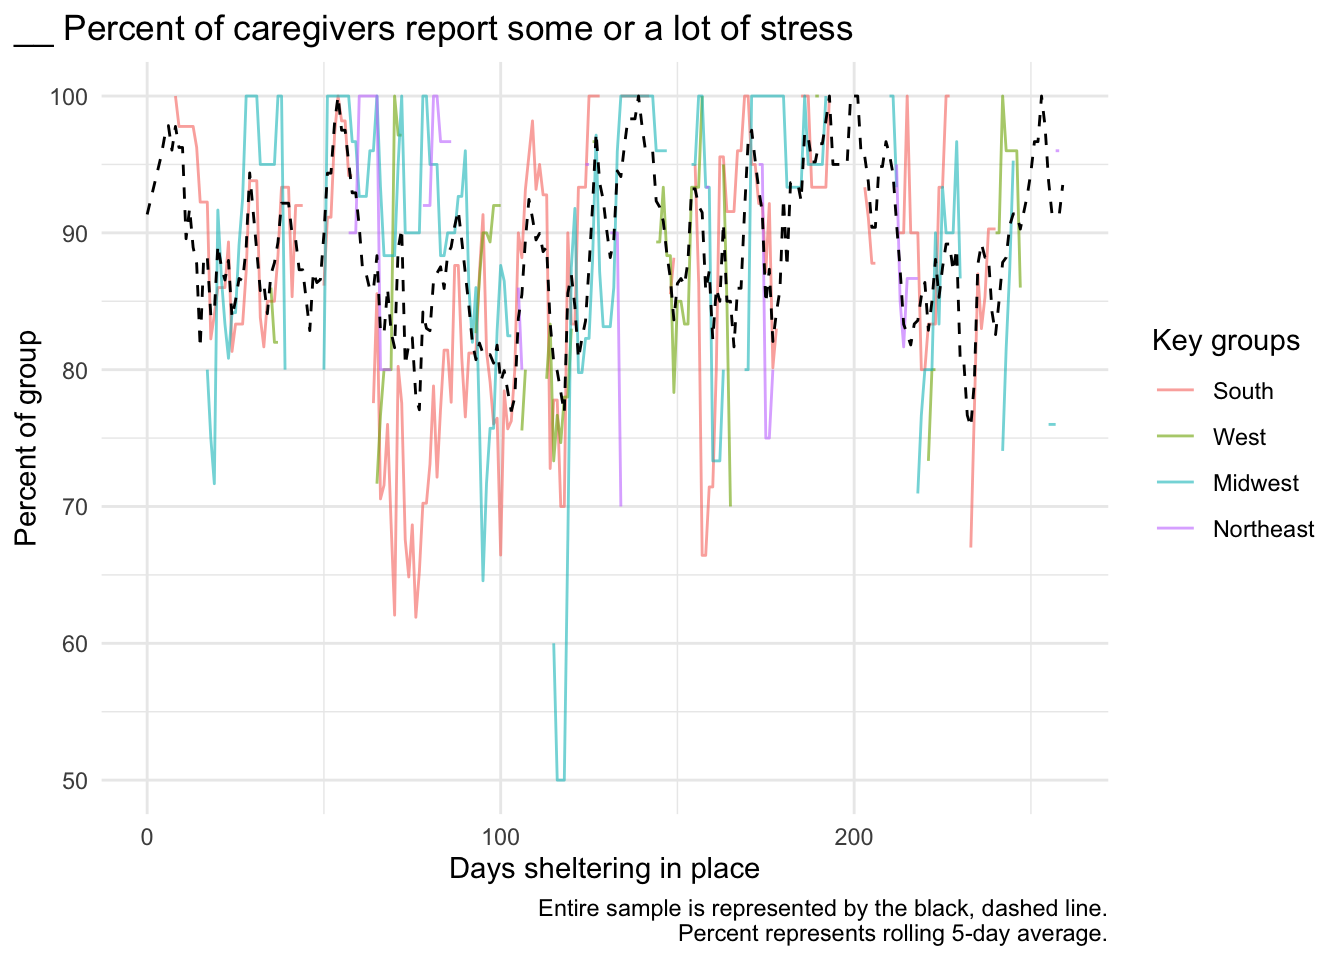 __ Percent of caregivers report some or a lot of stress
100
90
80
70
60
50
Percent of group
0
100
200
Days sheltering in place
Key groups
South
West
Midwest
Northeast
Entire sample is represented by the black, dashed line.
Percent represents rolling 5-day average.